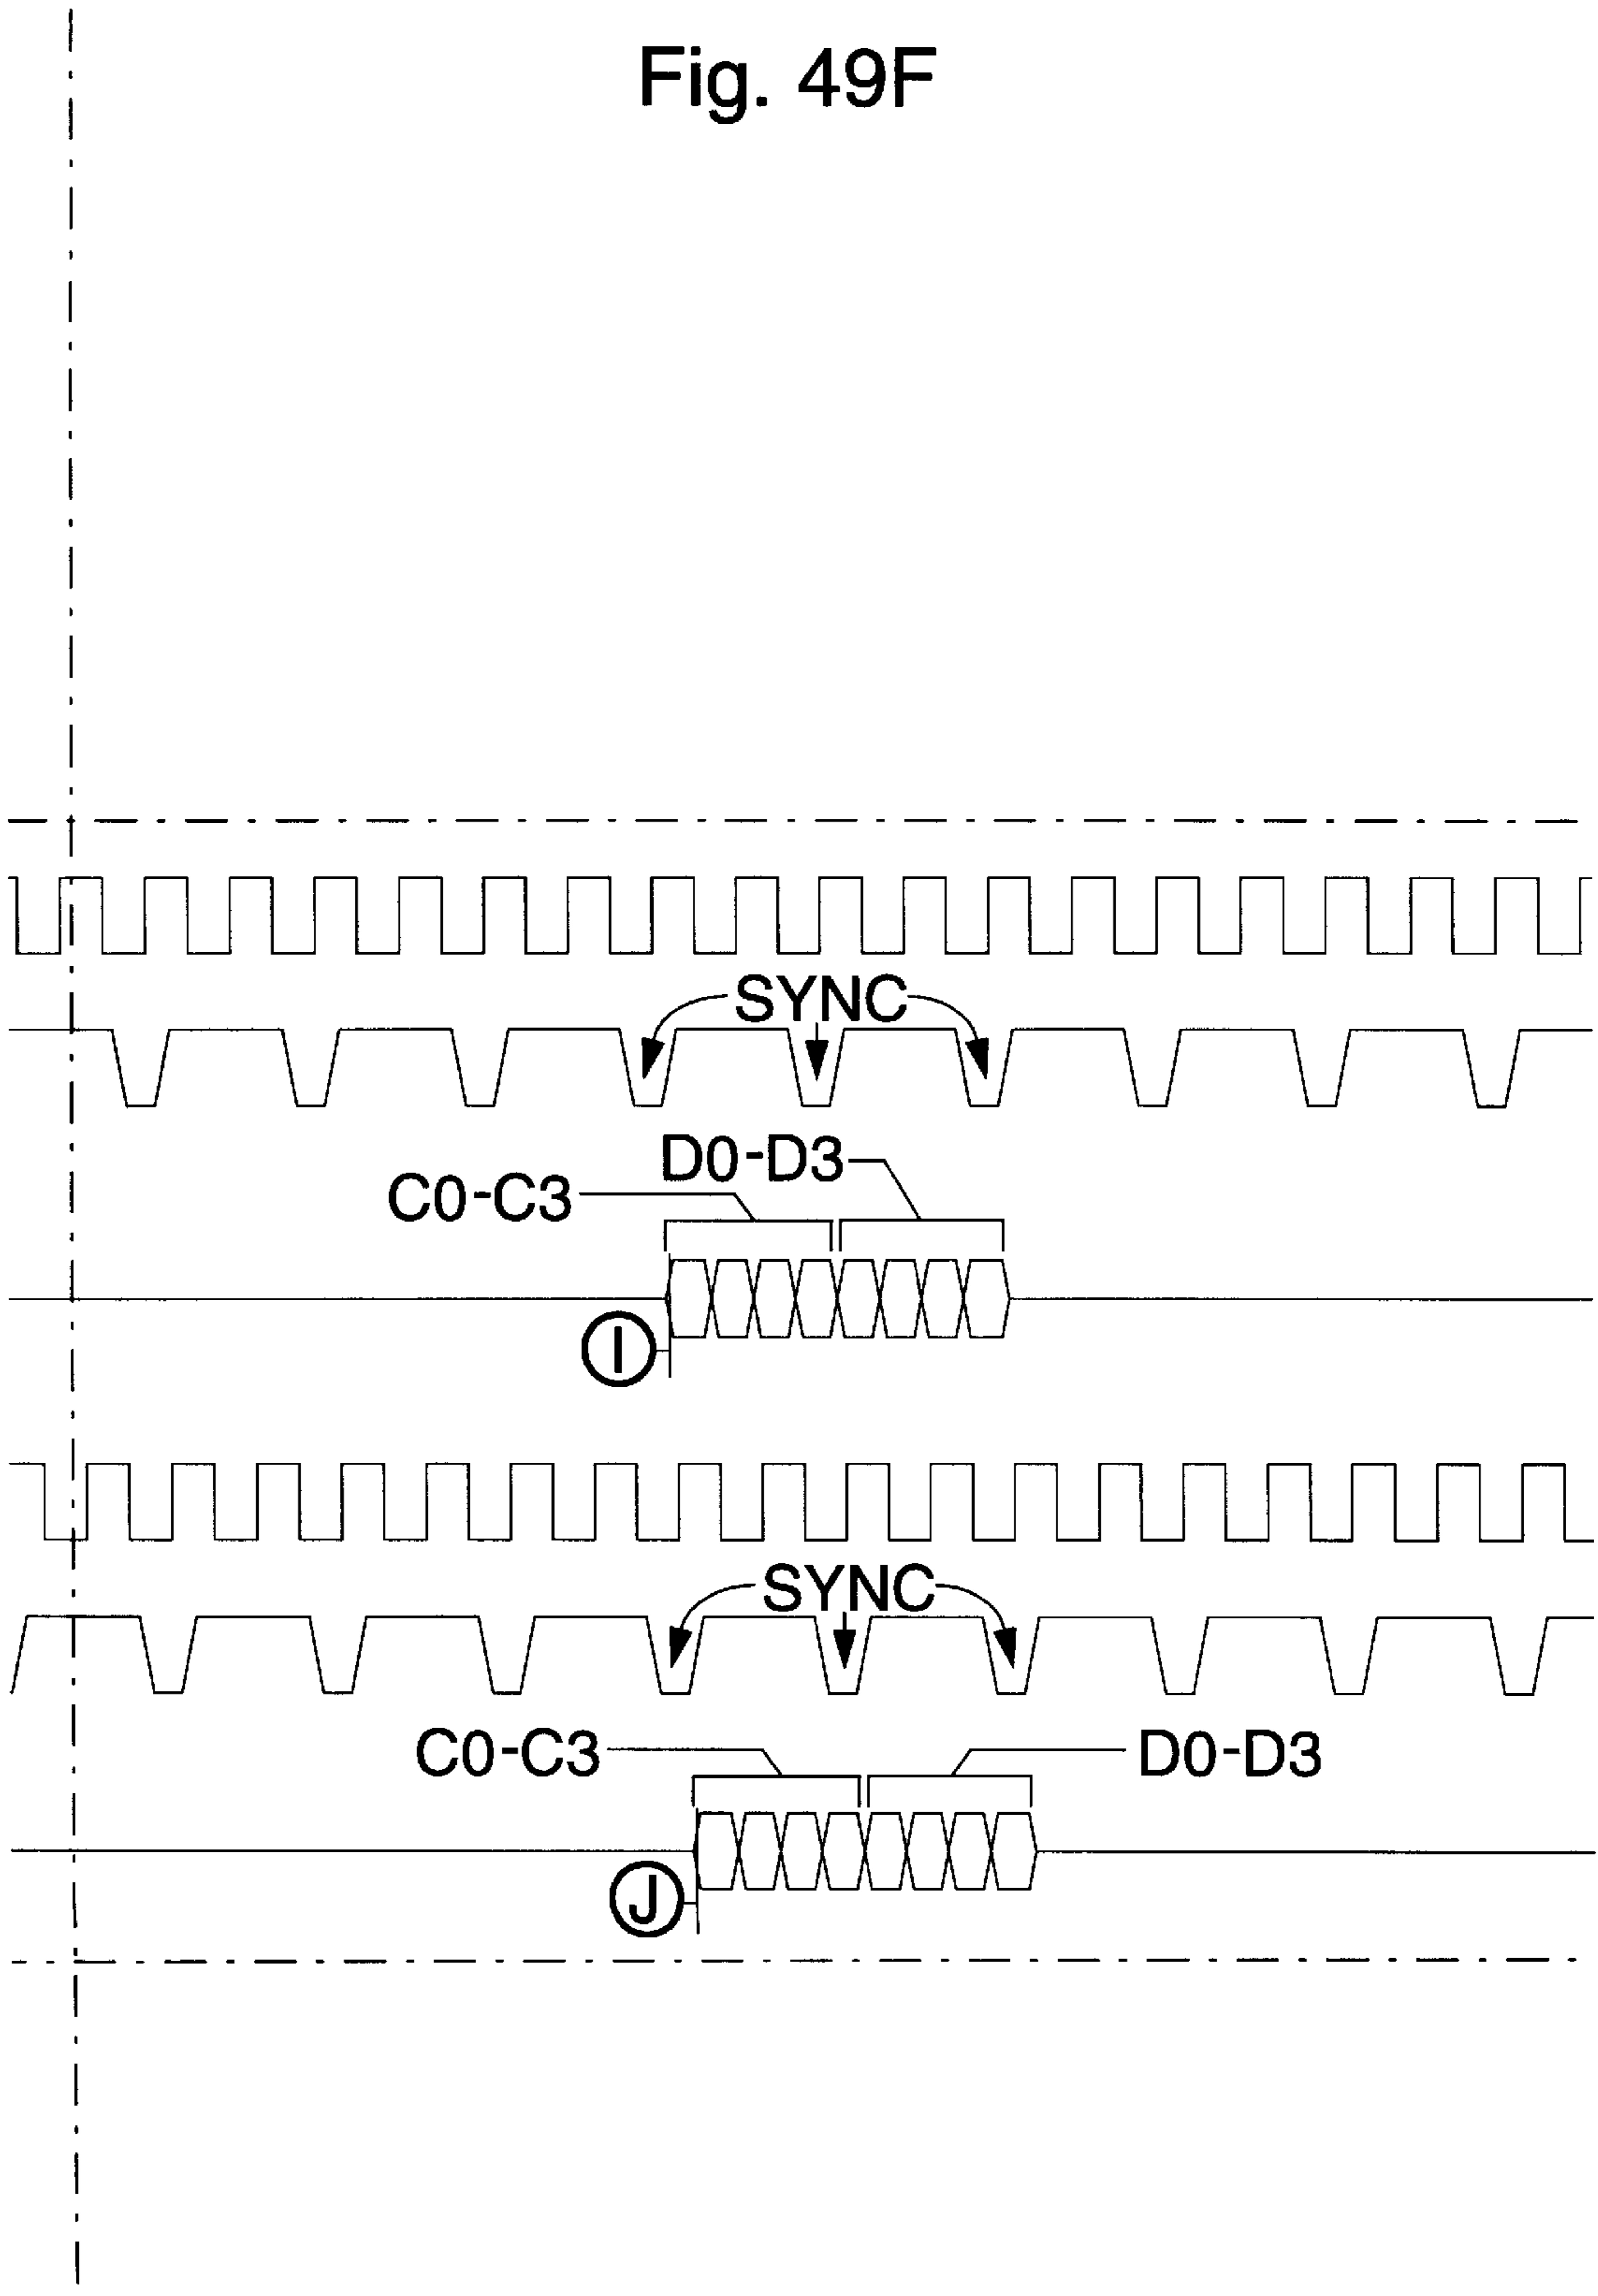 Fig. 49F
SYNC
D0-D3
C0-C3
I
SYNC
C0-C3
D0-D3
J